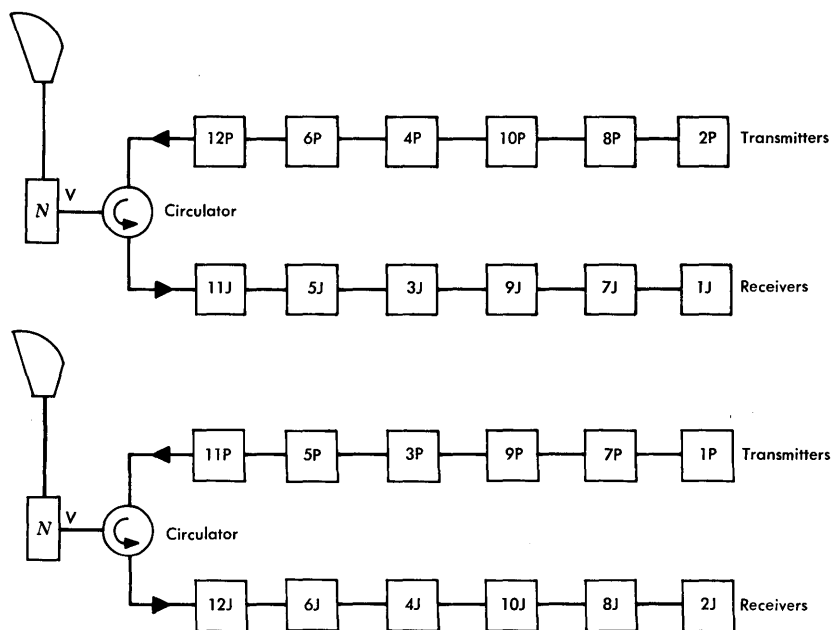 12P 6P 4P 10P 8P 2P Transmitters
V
N Circulator
11J 5J 3J 9J 7J 1J Receivers
11P 5P 3P 9P 7P 1P Transmitters
V
N Circulator
12J 6J 4J 10J 8J 2J Receivers